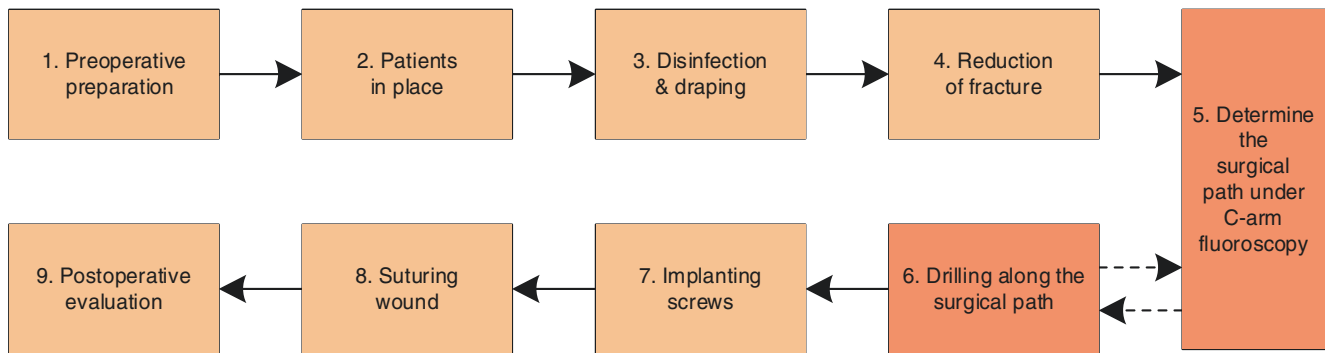 1. Preoperative
preparation
2. Patients
in place
3. Disinfection
& draping
4. Reduction
of fracture
5. Determine
the
surgical
path under
C-arm
fluoroscopy
6. Drilling along the
surgical path
7. Implanting
screws
8. Suturing
wound
9. Postoperative
evaluation